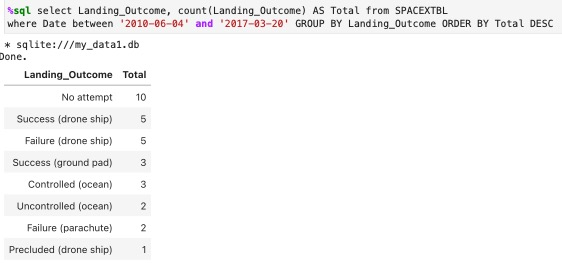 %sql select Landing_Outcome, count(Landing_Outcome) AS Total from SPACEXTBL
where Date between '2010-06-04' and '2017-03-20' GROUP BY Landing_Outcome ORDER BY Total DESC
* sqlite:///my_data1.db
Done.
Landing_Outcome Total
No attempt 10
Success (drone ship) 5
Failure (drone ship) 5
Success (ground pad) 3
Controlled (ocean) 3
Uncontrolled (ocean) 2
Failure (parachute) 2
Precluded (drone ship) 1